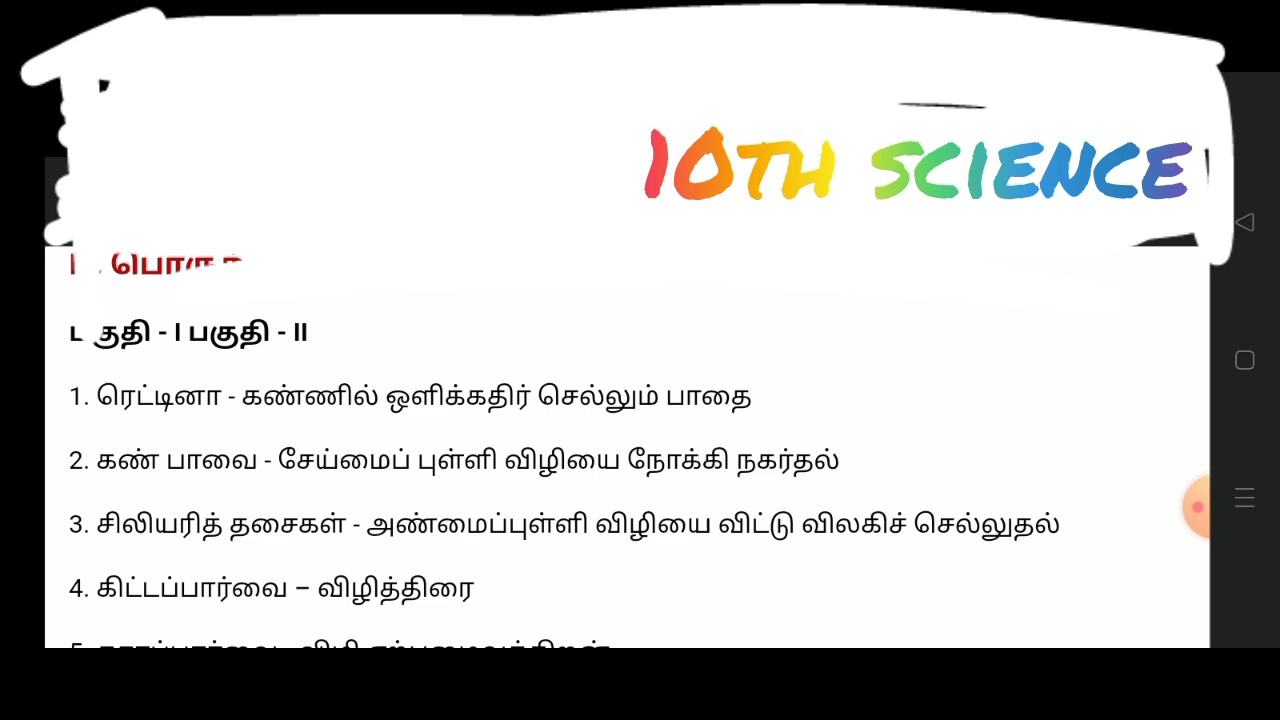 10TH SCIENCE
பகுதி - I பகுதி - II
1. ரெட்டினா - கண்ணில் ஒளிக்கதிர் செல்லும் பாதை
2. கண் பாவை - சேய்மைப் புள்ளி விழியை நோக்கி நகர்தல்
3. சிலியரித் தசைகள் - அண்மைப்புள்ளி விழியை விட்டு விலகிச் செல்லுதல்
4. கிட்டப்பார்வை – விழித்திரை